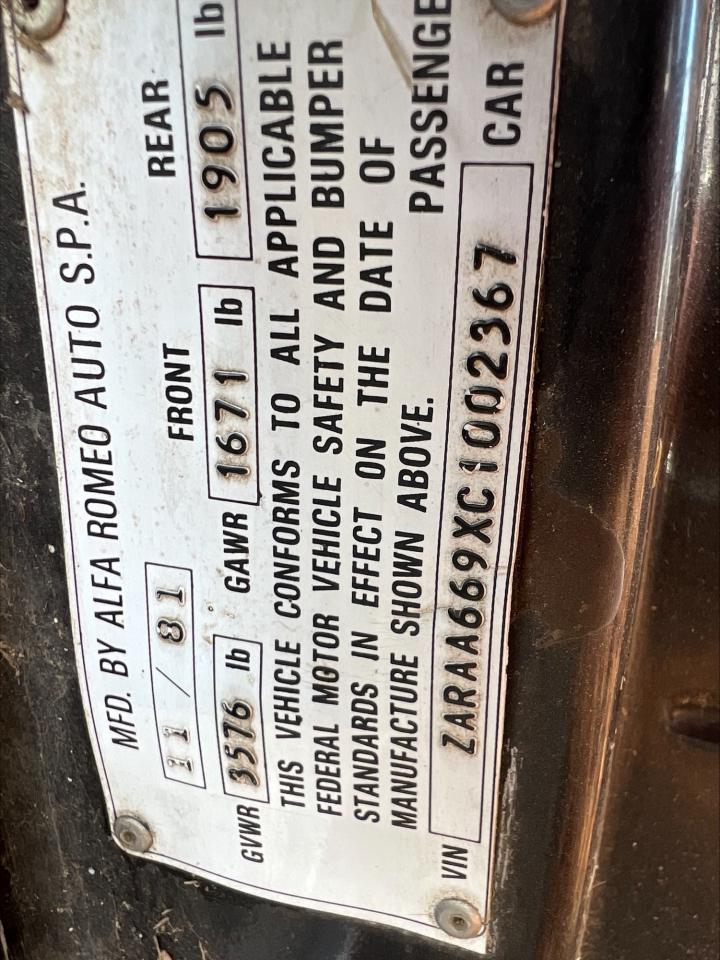 MFD. BY ALFA ROMEO AUTO S.P.A.
11 / 81 FRONT REAR
GVWR 3576 lb GAWR 1671 lb 1905 lb
THIS VEHICLE CONFORMS TO ALL APPLICABLE
FEDERAL MOTOR VEHICLE SAFETY AND BUMPER
STANDARDS IN EFFECT ON THE DATE OF
MANUFACTURE SHOWN ABOVE. PASSENGE
VIN ZARAA669XC1002367 CAR